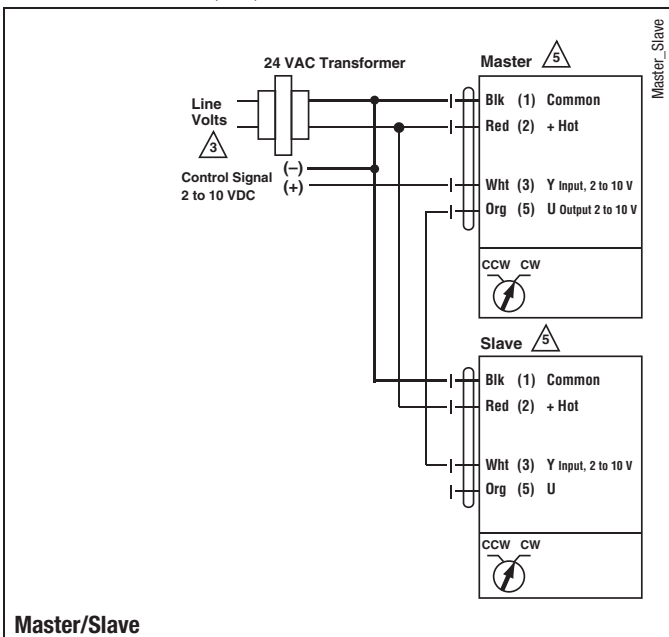 Master_Slave
24 VAC Transformer
Line
Volts
3
Control Signal
2 to 10 VDC
(–)
(+)
Master 5
Blk (1) Common
Red (2) + Hot
Wht (3) Y Input, 2 to 10 V
Org (5) U Output 2 to 10 V
CCW CW
Slave 5
Blk (1) Common
Red (2) + Hot
Wht (3) Y Input, 2 to 10 V
Org (5) U
CCW CW
Master/Slave